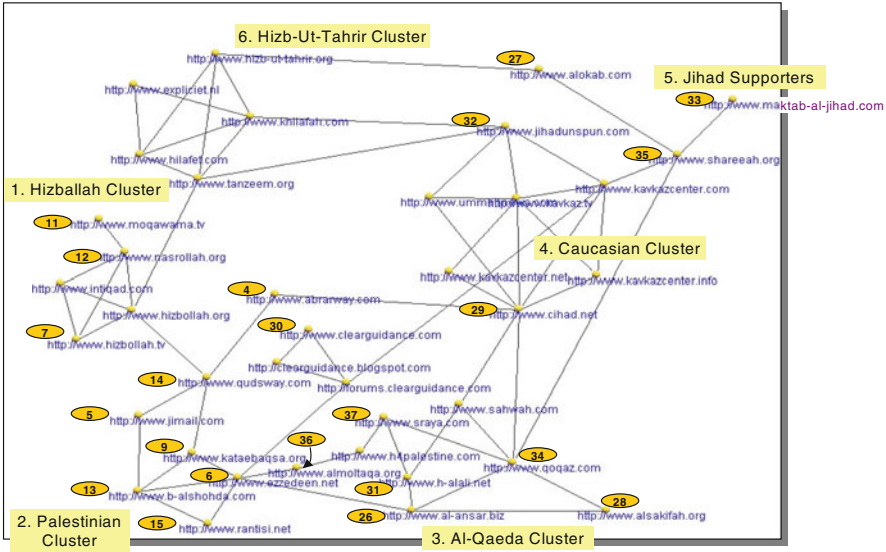 6. Hizb-Ut-Tahrir Cluster
http://www.hizb-ut-tahrir.org
27
http://www.alokab.com
5. Jihad Supporters
33
http://www.maktab-al-jihad.com
http://www.expliciet.nl
http://www.khilafah.com
32
http://www.jihadunspun.com
http://www.hilafet.com
35
http://www.shareeah.org
http://www.tanzeem.org
http://www.kavkazcenter.com
1. Hizballah Cluster
http://www.kavkaz.tv
11
http://www.moqawama.tv
4. Caucasian Cluster
12
http://www.nasrollah.org
http://www.kavkazcenter.net
http://www.kavkazcenter.info
http://www.intiqad.com
4
http://www.abrarway.com
http://www.hizbollah.org
29
http://www.cihad.net
30
http://www.clearguidance.com
7
http://www.hizbollah.tv
http://clearguidance.blogspot.com
14
http://www.qudsway.com
http://forums.clearguidance.com
5
http://www.jimail.com
37
http://www.sraya.com
http://www.sahwah.com
36
9
http://www.kataebaqsa.org
http://www.h4palestine.com
34
http://www.qoqaz.com
6
http://www.almoltaqa.org
http://www.ezzedeen.net
31
http://www.h-alali.net
13
http://www.b-alshohda.com
28
http://www.alsakifah.org
26
http://www.al-ansar.biz
15
http://www.rantisi.net
2. Palestinian
Cluster
3. Al-Qaeda Cluster